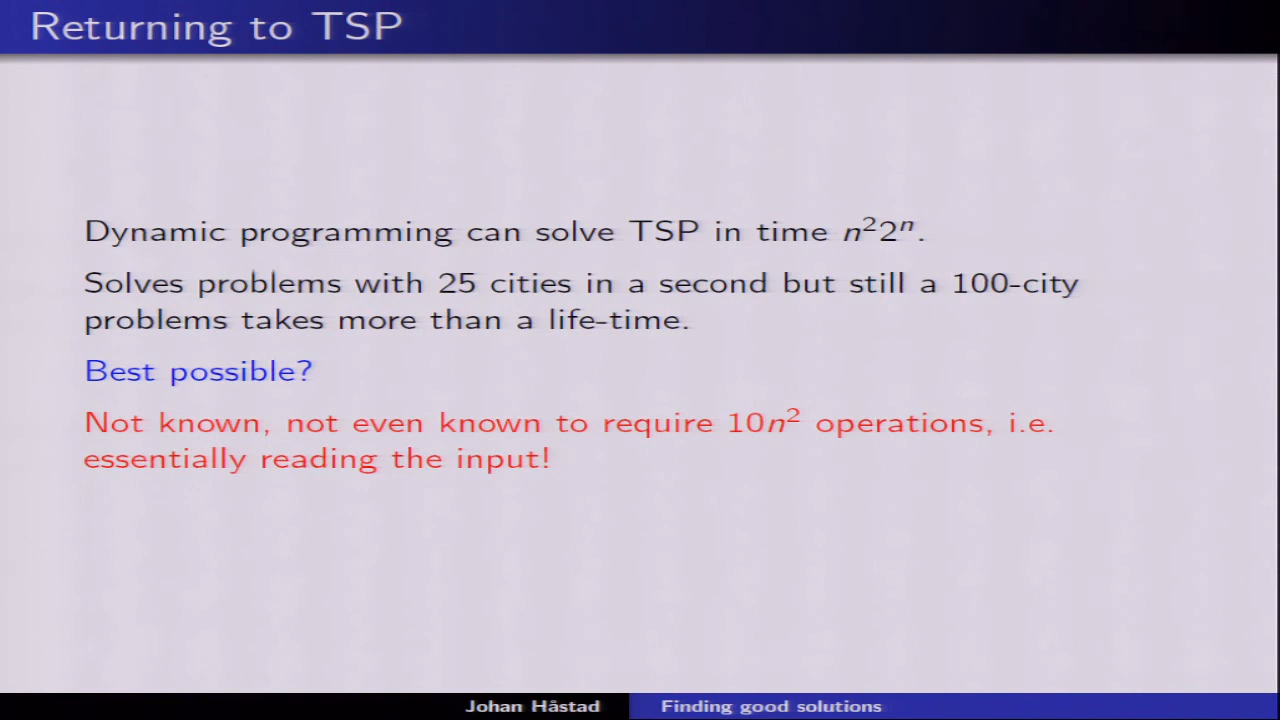 Returning to TSP
Dynamic programming can solve TSP in time n²2ⁿ.
Solves problems with 25 cities in a second but still a 100-city
problems takes more than a life-time.
Best possible?
Not known, not even known to require 10n² operations, i.e.
essentially reading the input!
Johan Håstad
Finding good solutions